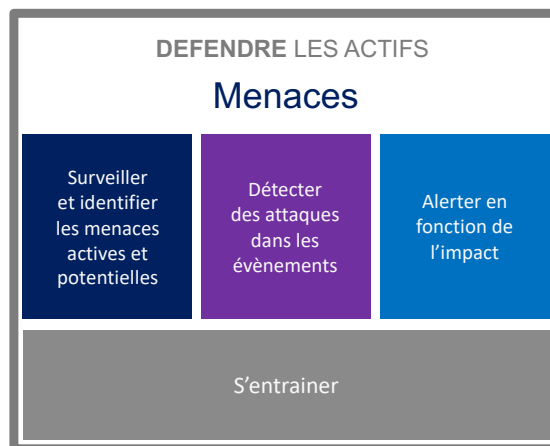 DEFENDRE LES ACTIFS
Menaces
Surveiller
et identifier
les menaces
actives et
potentielles
Détecter
des attaques
dans les
évènements
Alerter en
fonction de
l'impact
S'entrainer